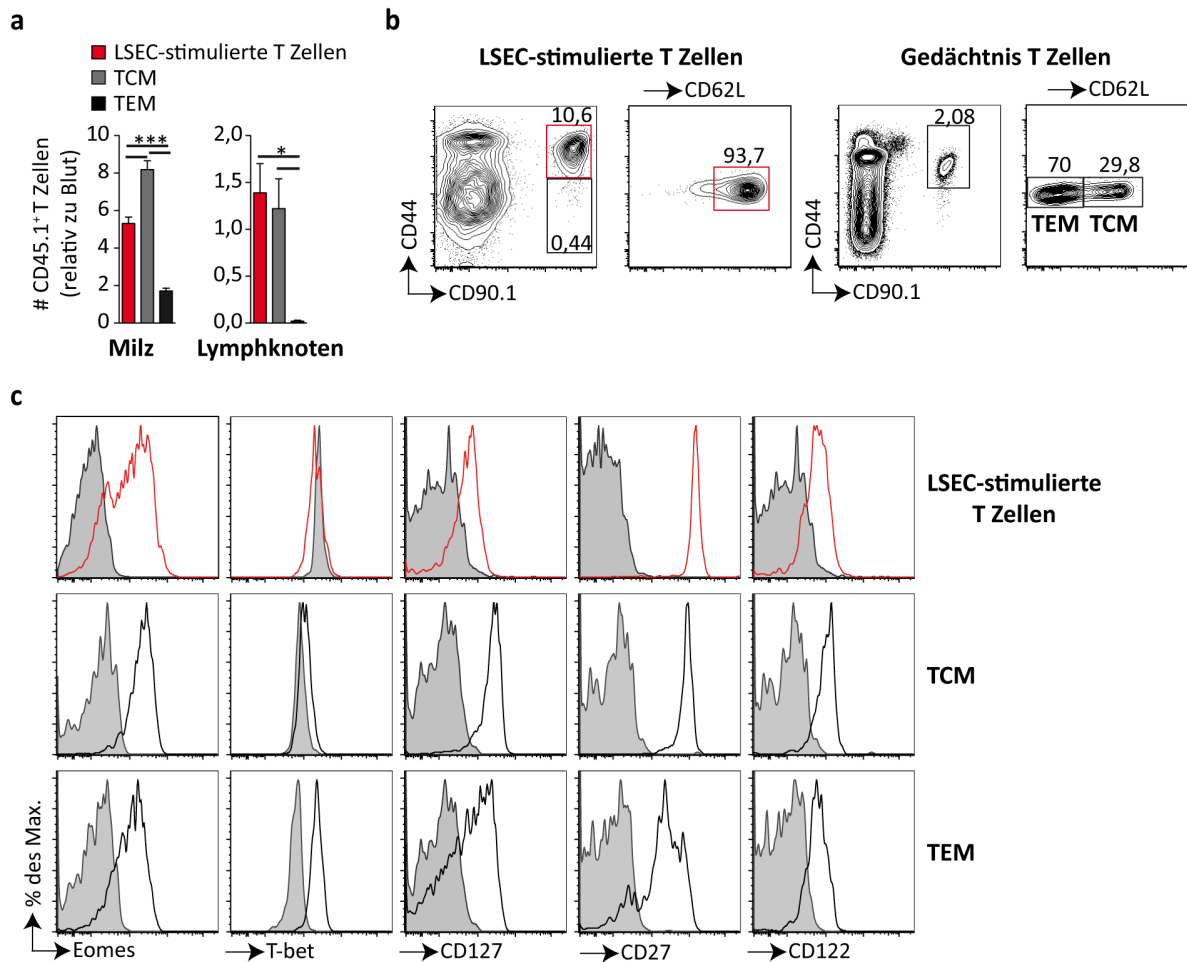 a
LSEC-stimulierte T Zellen
TCM
TEM
# CD45.1⁺ T Zellen
(relativ zu Blut)
10
8
6
4
2
0
***
Milz
2,0
1,5
1,0
0,5
0,0
*
Lymphknoten
b
LSEC-stimulierte T Zellen
CD62L
10,6
0,44
93,7
CD44
CD90.1
Gedächtnis T Zellen
CD62L
2,08
70
29,8
TEM
TCM
CD44
CD90.1
c
LSEC-stimulierte
T Zellen
TCM
TEM
% des Max.
Eomes
T-bet
CD127
CD27
CD122